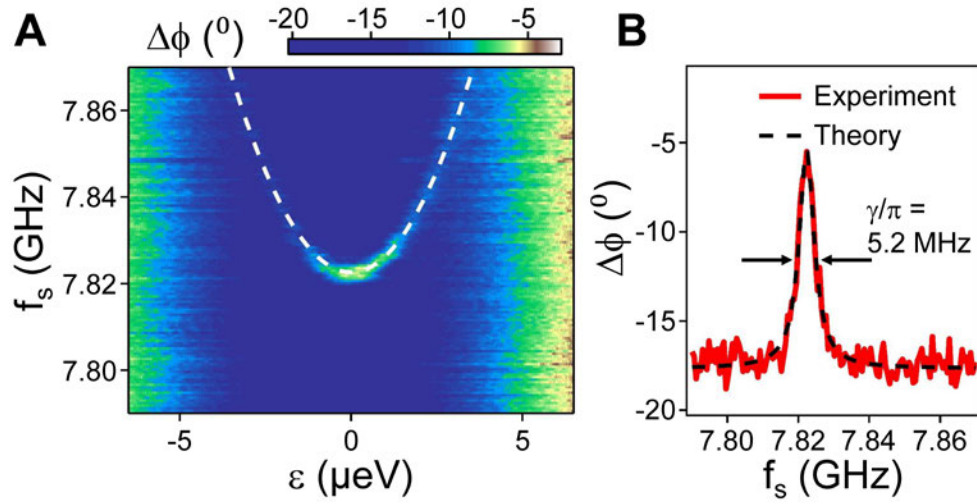 A
Δϕ (⁰)
-20 -15 -10 -5
f_s (GHz)
7.86
7.84
7.82
7.80
-5 0 5
ε (μeV)
B
Experiment
Theory
Δϕ (⁰)
-5
-10
-15
-20
γ/π =
5.2 MHz
7.80 7.82 7.84 7.86
f_s (GHz)